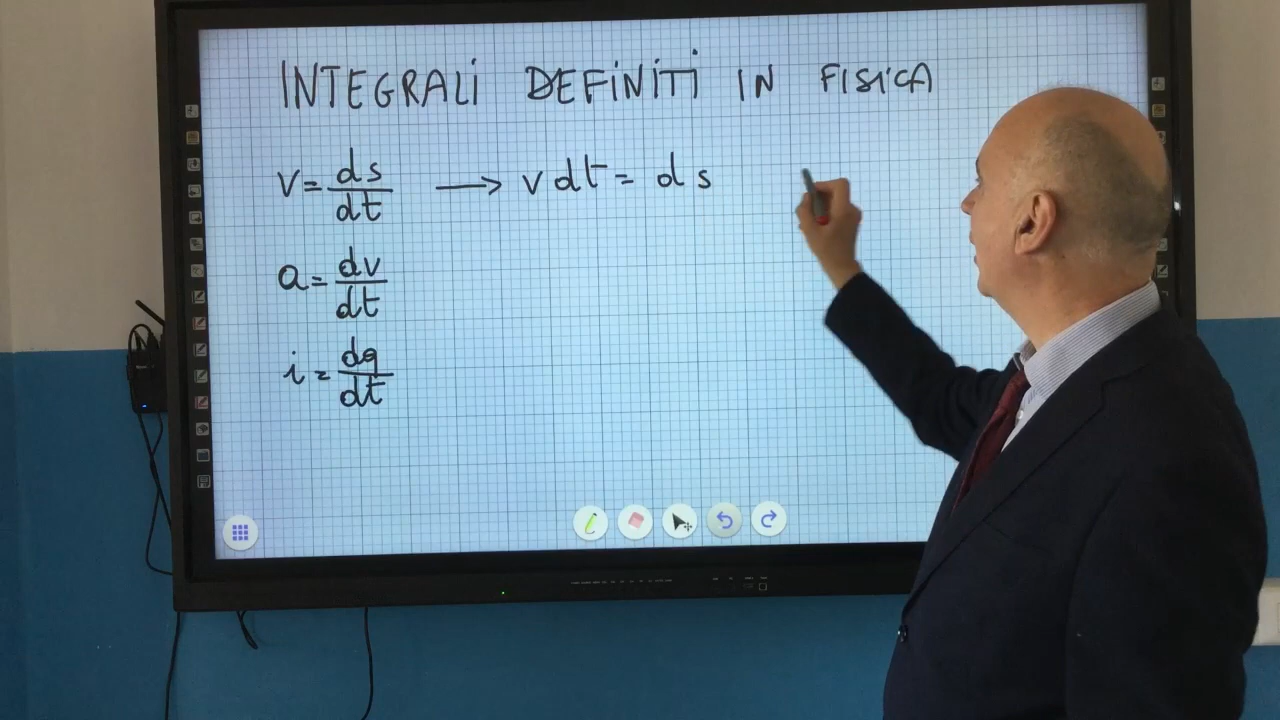 INTEGRALI DEFINITI IN FISICA
v = ds/dt → v dt = ds
a = dv/dt
i = dq/dt